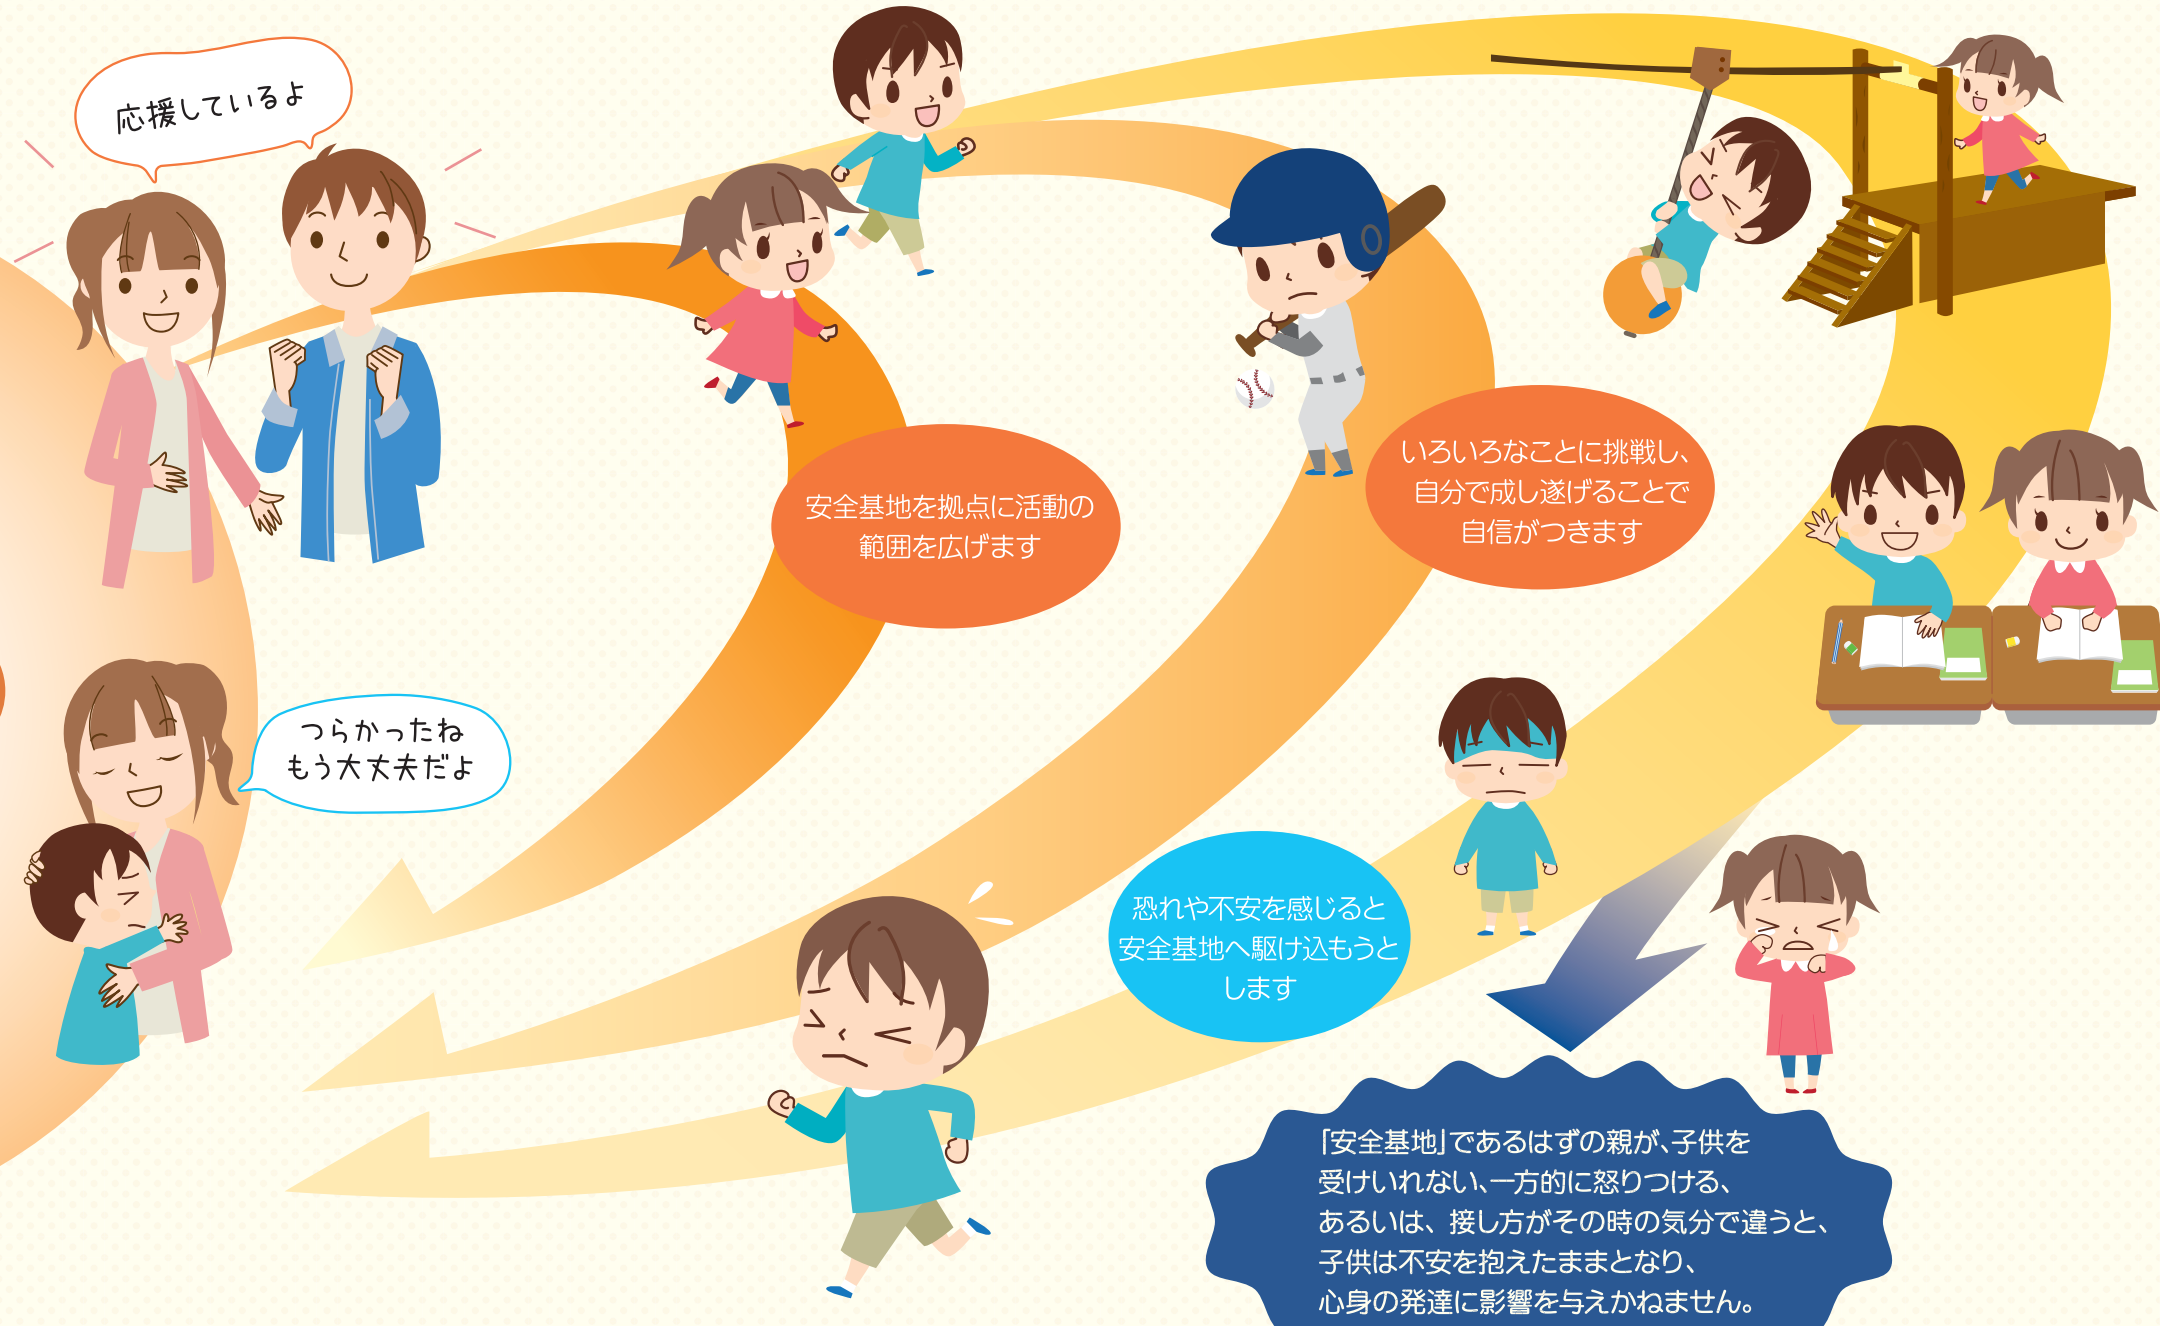 応援しているよ
安全基地を拠点に活動の
範囲を広げます
いろいろなことに挑戦し、
自分で成し遂げることで
自信がつきます
つらかったね
もう大丈夫だよ
恐れや不安を感じると
安全基地へ駆け込もうと
します
「安全基地」であるはずの親が、子供を
受けいれない、一方的に怒りつける、
あるいは、接し方がその時の気分で違うと、
子供は不安を抱えたままとなり、
心身の発達に影響を与えかねません。